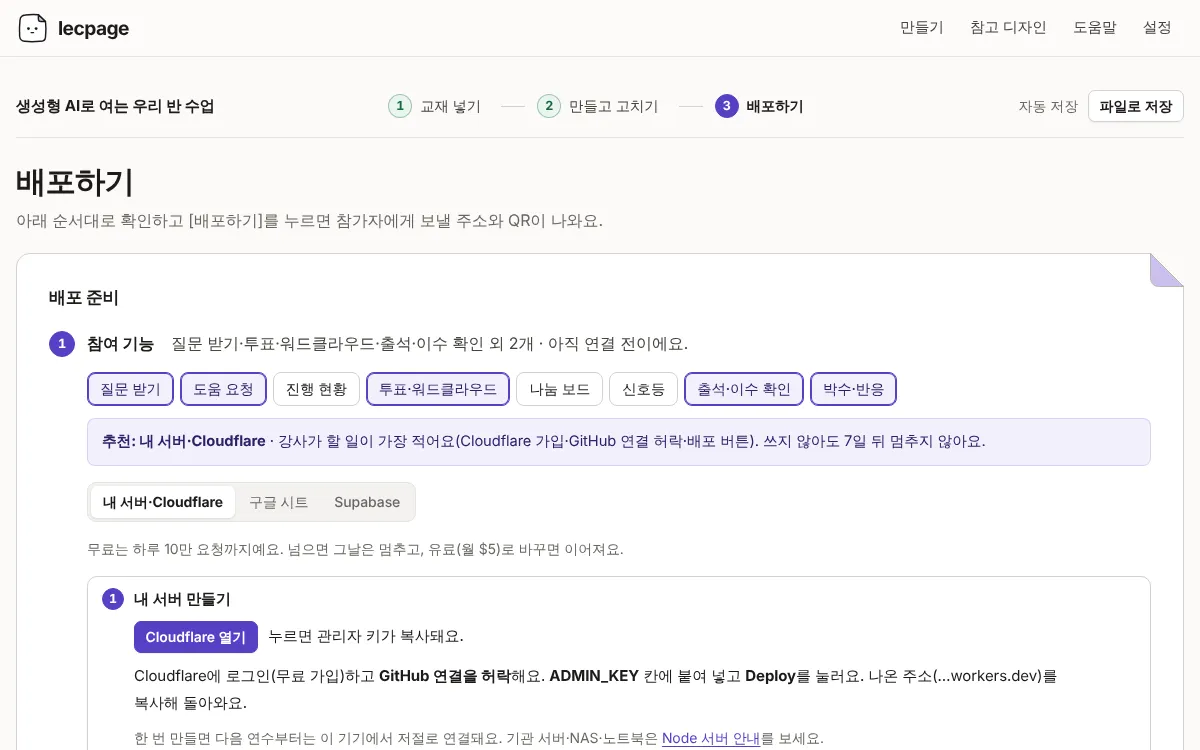 lecpage
만들기
참고 디자인
도움말
설정
생성형 AI로 여는 우리 반 수업
1 교재 넣기
2 만들고 고치기
3 배포하기
자동 저장
파일로 저장
배포하기
아래 순서대로 확인하고 [배포하기]를 누르면 참가자에게 보낼 주소와 QR이 나와요.
배포 준비
1 참여 기능 질문 받기·투표·워드클라우드·출석·이수 확인 외 2개 · 아직 연결 전이에요.
질문 받기
도움 요청
진행 현황
투표·워드클라우드
나눔 보드
신호등
출석·이수 확인
박수·반응
추천: 내 서버·Cloudflare · 강사가 할 일이 가장 적어요(Cloudflare 가입·GitHub 연결 허락·배포 버튼). 쓰지 않아도 7일 뒤 멈추지 않아요.
내 서버·Cloudflare
구글 시트
Supabase
무료는 하루 10만 요청까지예요. 넘으면 그날은 멈추고, 유료(월 $5)로 바꾸면 이어져요.
1 내 서버 만들기
Cloudflare 열기 누르면 관리자 키가 복사돼요.
Cloudflare에 로그인(무료 가입)하고 GitHub 연결을 허락해요. ADMIN_KEY 칸에 붙여 넣고 Deploy를 눌러요. 나온 주소(…workers.dev)를
복사해 돌아와요.
한 번 만들면 다음 연수부터는 이 기기에서 저절로 연결돼요. 기관 서버·NAS·노트북은 Node 서버 안내를 보세요.